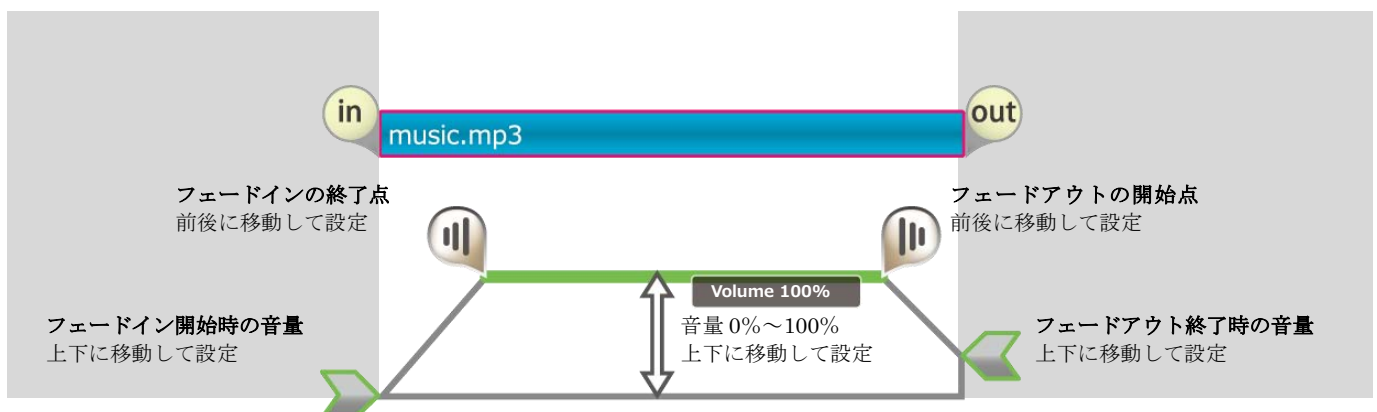 in
out
music.mp3
フェードインの終了点
前後に移動して設定
フェードアウトの開始点
前後に移動して設定
Volume 100%
音量 0%～100%
上下に移動して設定
フェードイン開始時の音量
上下に移動して設定
フェードアウト終了時の音量
上下に移動して設定